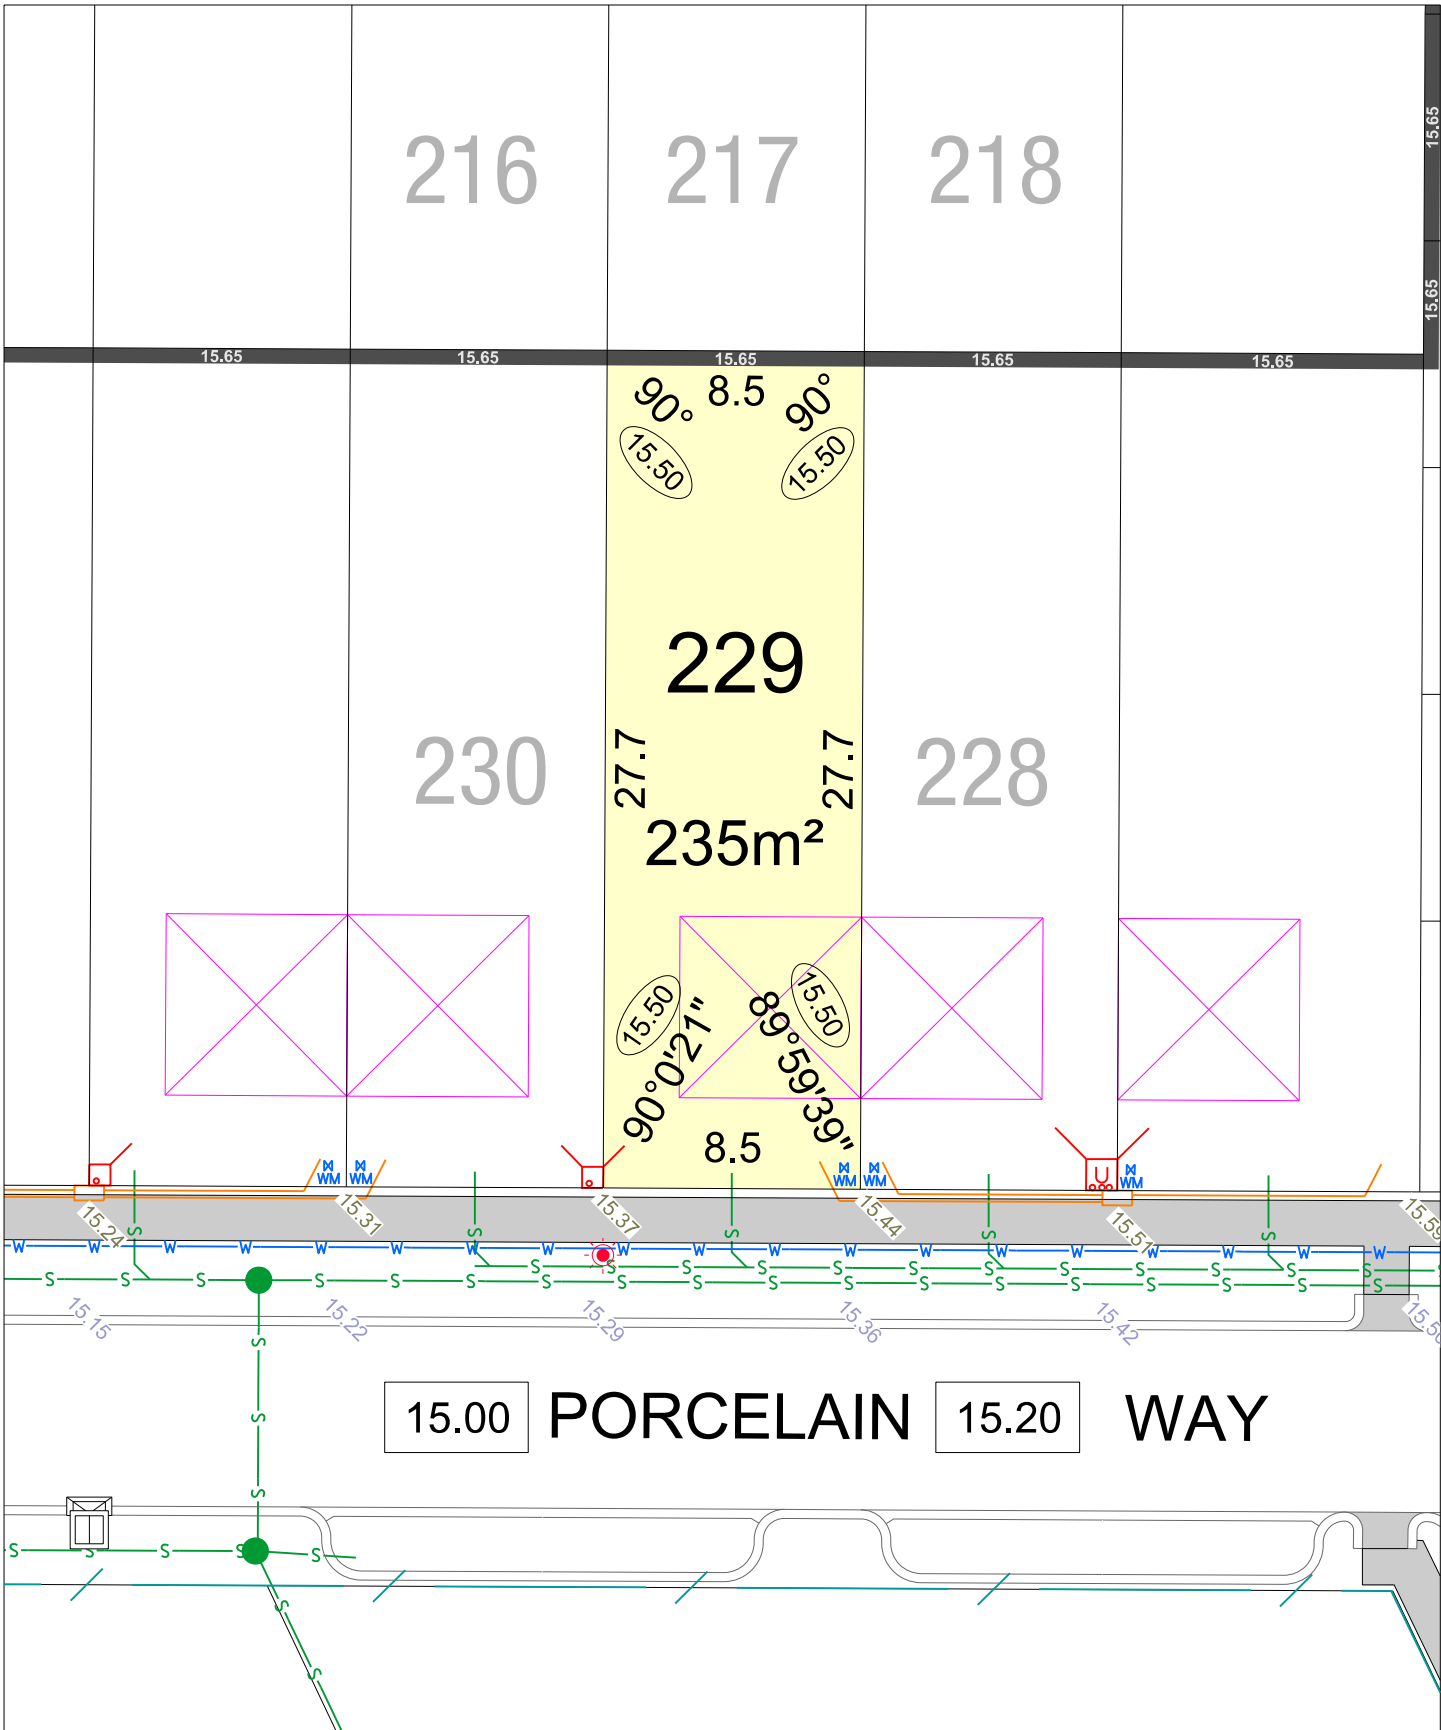 15.65
216 217 218
15.65
15.65 15.65 15.65 15.65 15.65
90° 8.5 90°
15.50 15.50
229
230 27.7 27.7 228
235m²
15.50 15.50
90°0'21" 89°59'39"
8.5
WM WM WM WM WM
U
15.24 15.31 15.37 15.44 15.51 15.59
S S S S S
W W W W W W W W W W W W W W W W W W W
S S S S S S S S S S S S
S S S S S S S S S S S S S S S S S S
15.15 15.22 15.29 15.36 15.42
S
15.00 PORCELAIN 15.20 WAY
S
S
S S S S S
S
S